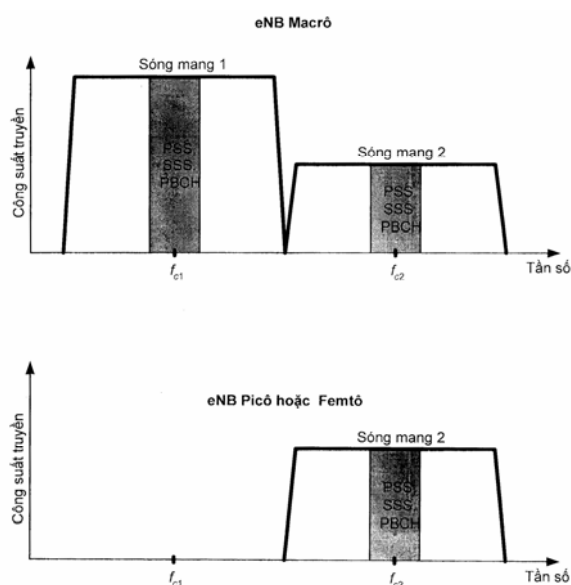 eNB Macrô
Sóng mang 1
Sóng mang 2
Công suất truyền
PSS
SSS
PBCH
PSS
SSS
PBCH
fc1
fc2
Tần số
eNB Picô hoặc Femtô
Sóng mang 2
Công suất truyền
PSS
SSS
PBCH
fc1
fc2
Tần số